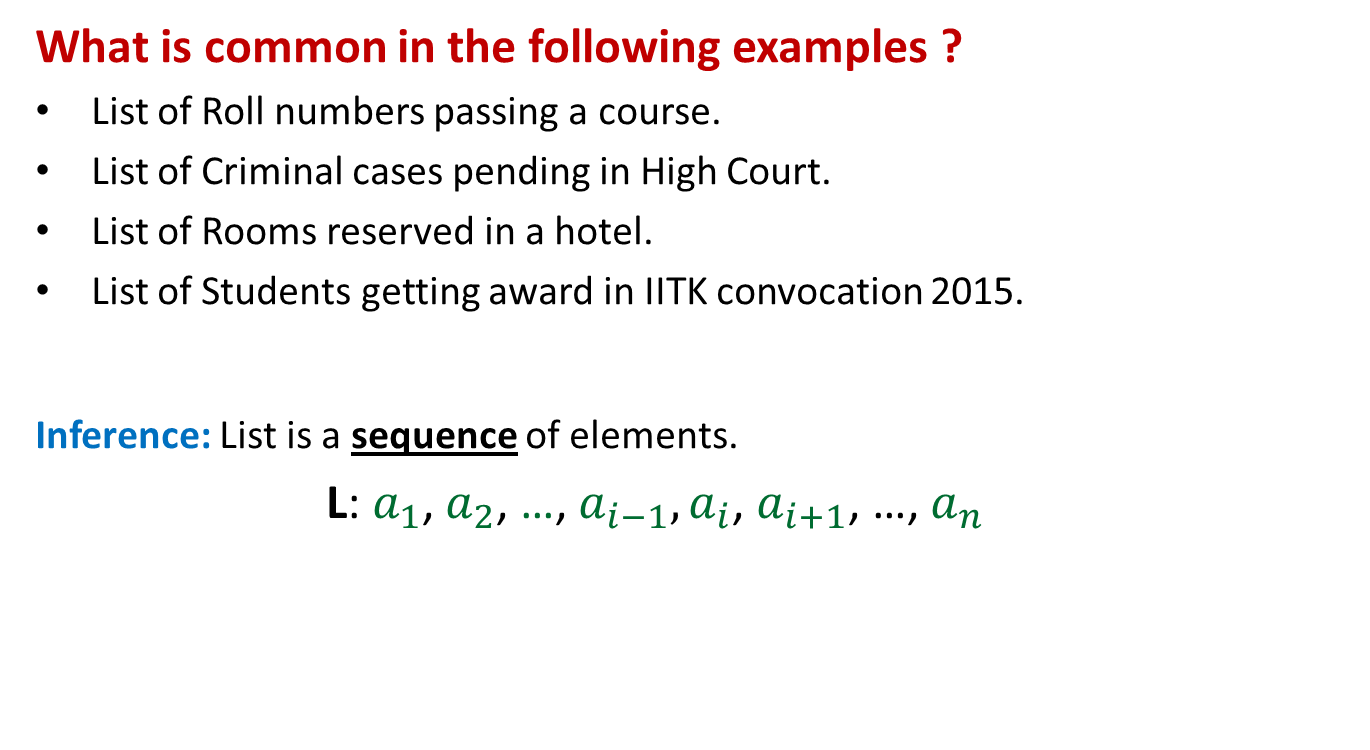 What is common in the following examples ?
• List of Roll numbers passing a course.
• List of Criminal cases pending in High Court.
• List of Rooms reserved in a hotel.
• List of Students getting award in IITK convocation 2015.
Inference: List is a sequence of elements.
L: 𝑎₁, 𝑎₂, …, 𝑎ᵢ₋₁, 𝑎ᵢ, 𝑎ᵢ₊₁, …, 𝑎ₙ